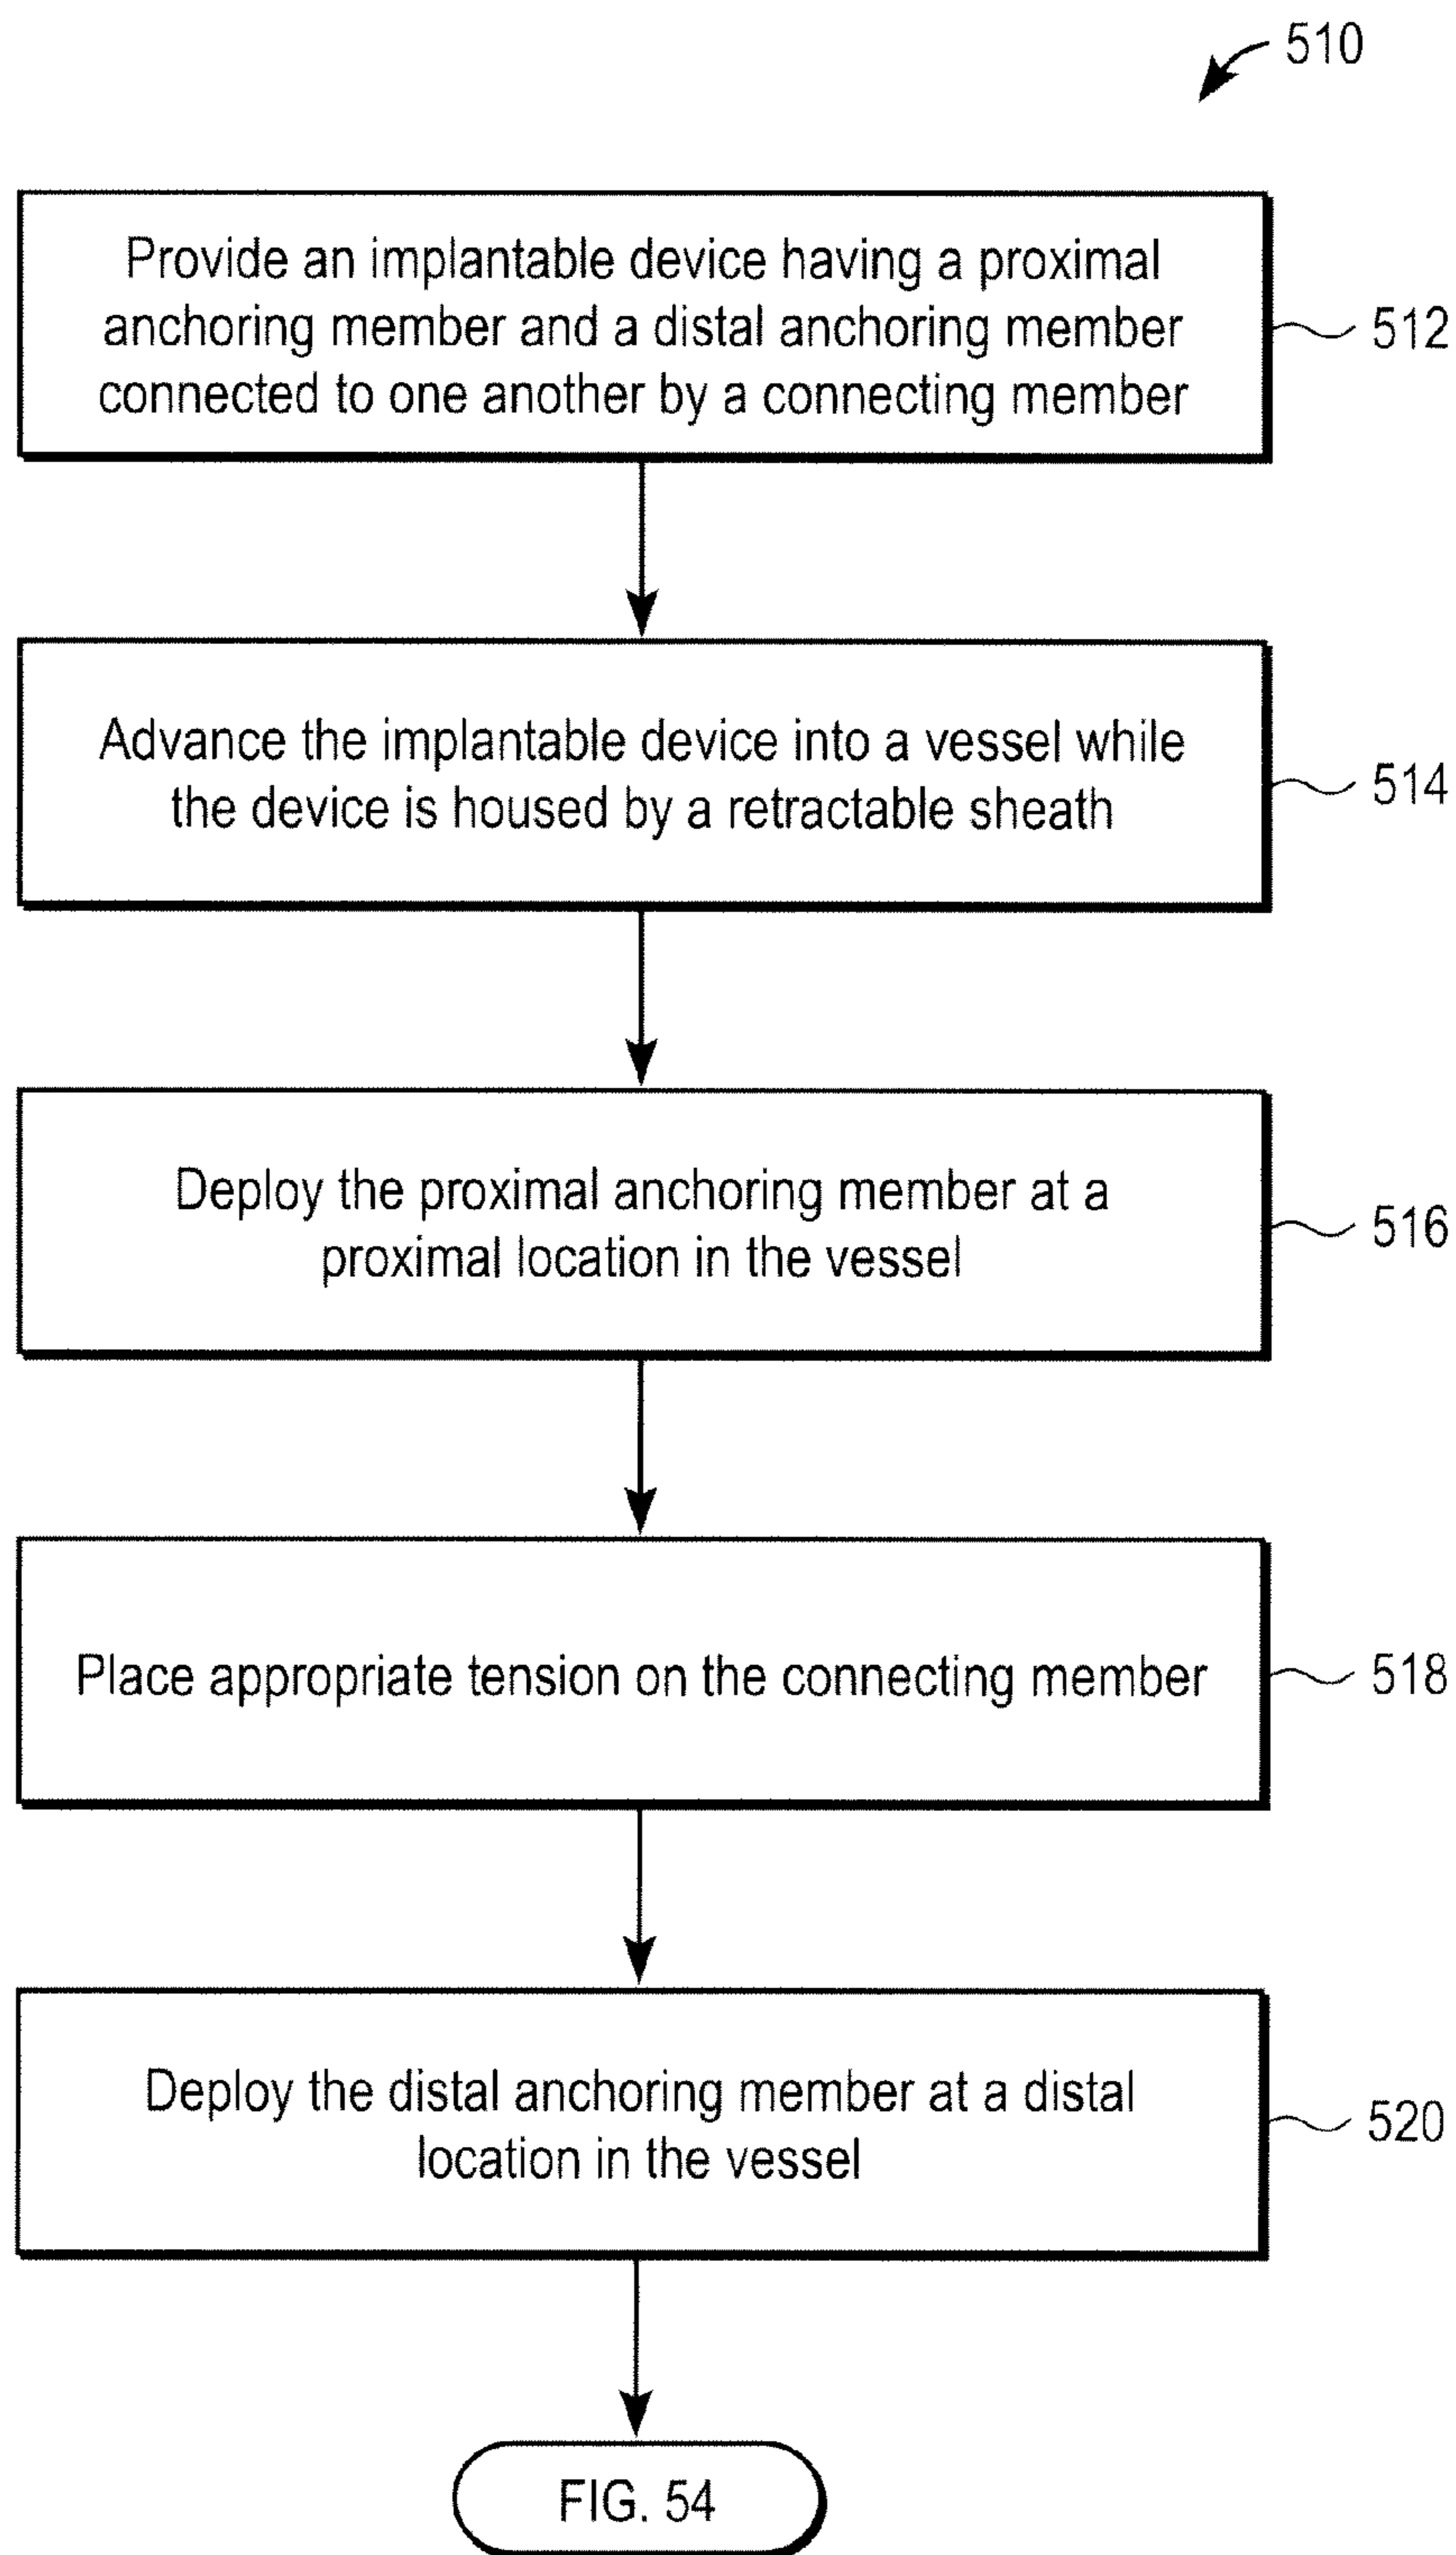 510
Provide an implantable device having a proximal
anchoring member and a distal anchoring member
connected to one another by a connecting member
512
Advance the implantable device into a vessel while
the device is housed by a retractable sheath
514
Deploy the proximal anchoring member at a
proximal location in the vessel
516
Place appropriate tension on the connecting member
518
Deploy the distal anchoring member at a distal
location in the vessel
520
FIG. 54